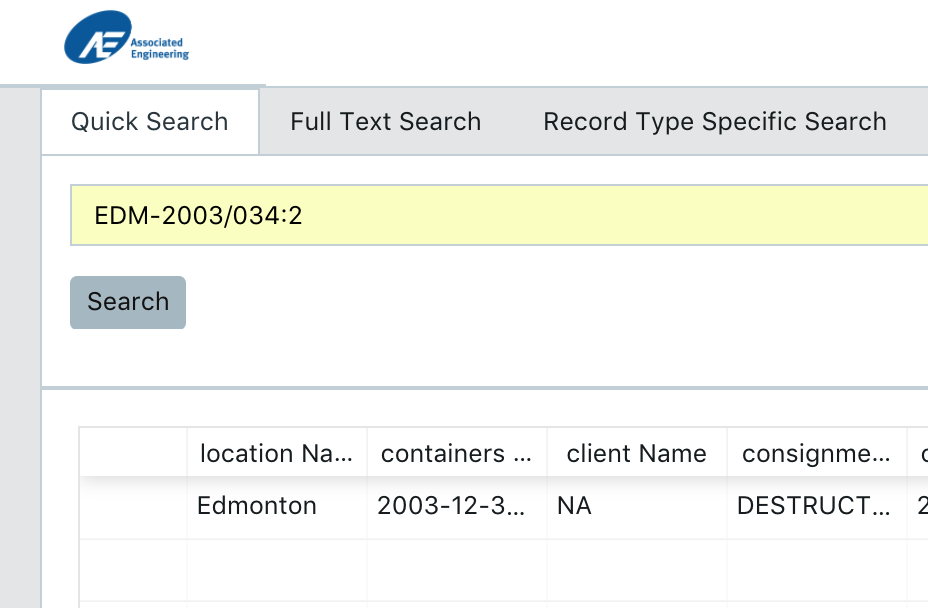 AE Associated
Engineering
Quick Search Full Text Search Record Type Specific Search
EDM-2003/034:2
Search
location Na... containers ... client Name consignme...
Edmonton 2003-12-3... NA DESTRUCT... 2